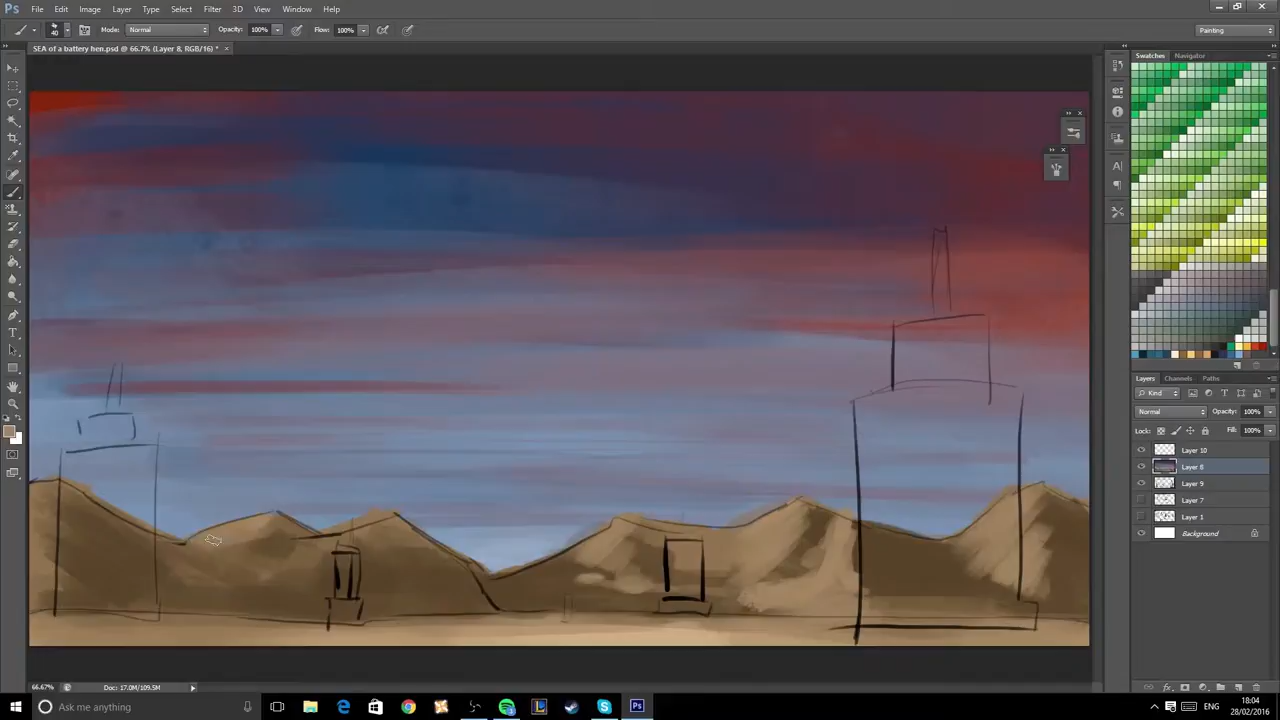 Ps File Edit Image Layer Type Select Filter 3D View Window Help
40 Mode: Normal Opacity: 100% Flow: 100% Painting
SEA of a battery hen.psd @ 66.7% (Layer 8, RGB/16) * ×
Swatches Navigator
Layers Channels Paths
Kind
Normal Opacity: 100%
Lock: Fill: 100%
Layer 10
Layer 8
Layer 9
Layer 7
Layer 1
Background
66.67% Doc: 17.0M/109.5M
Ask me anything
ENG
18:04
28/02/2016